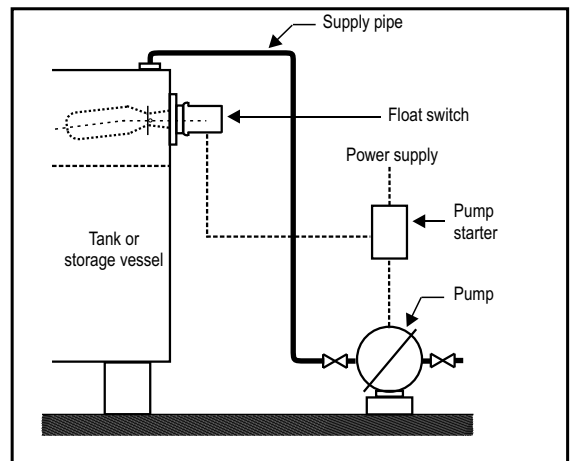 Supply pipe
Float switch
Power supply
Pump
starter
Tank or
storage vessel
Pump